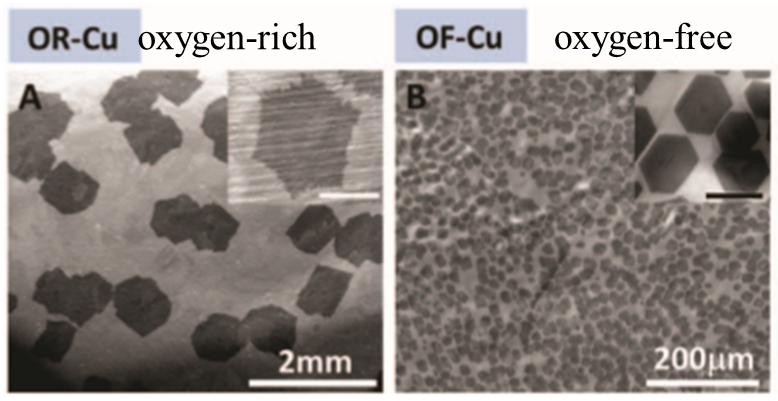 OR-Cu oxygen-rich
OF-Cu oxygen-free
A
B
2mm
200μm